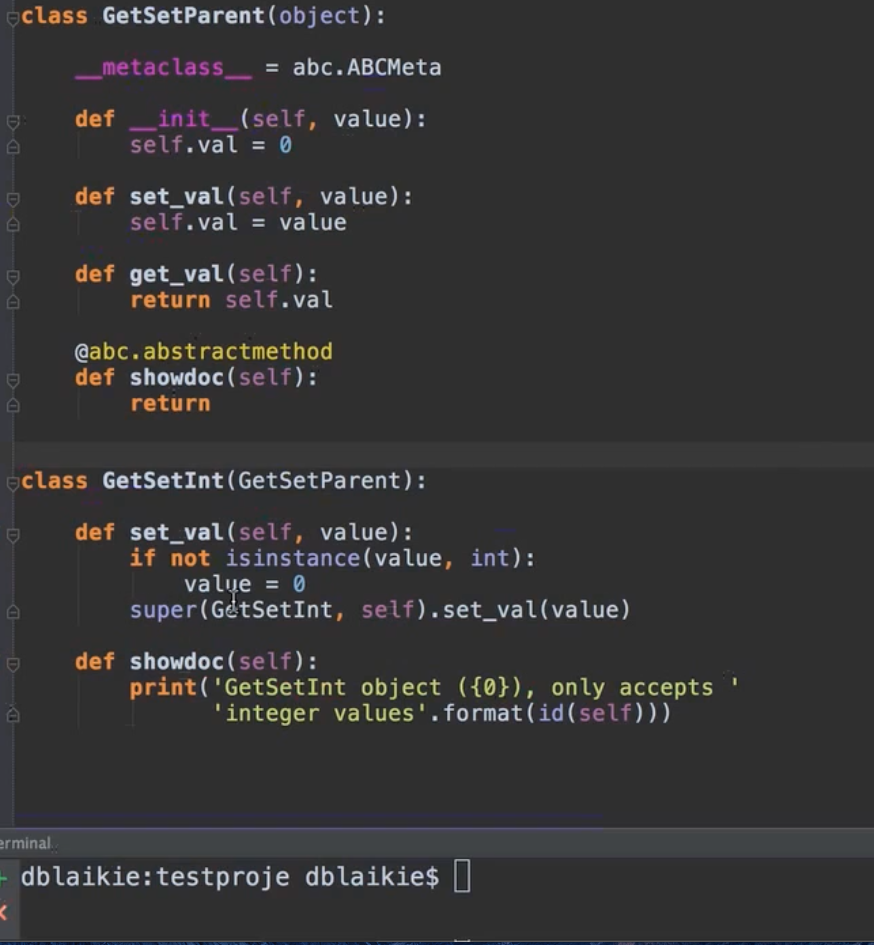 class GetSetParent(object):
    __metaclass__ = abc.ABCMeta
    def __init__(self, value):
        self.val = 0
    def set_val(self, value):
        self.val = value
    def get_val(self):
        return self.val
    @abc.abstractmethod
    def showdoc(self):
        return
class GetSetInt(GetSetParent):
    def set_val(self, value):
        if not isinstance(value, int):
            value = 0
        super(GetSetInt, self).set_val(value)
    def showdoc(self):
        print('GetSetInt object ({0}), only accepts '
              'integer values'.format(id(self)))
erminal
dblaikie:testproje dblaikie$